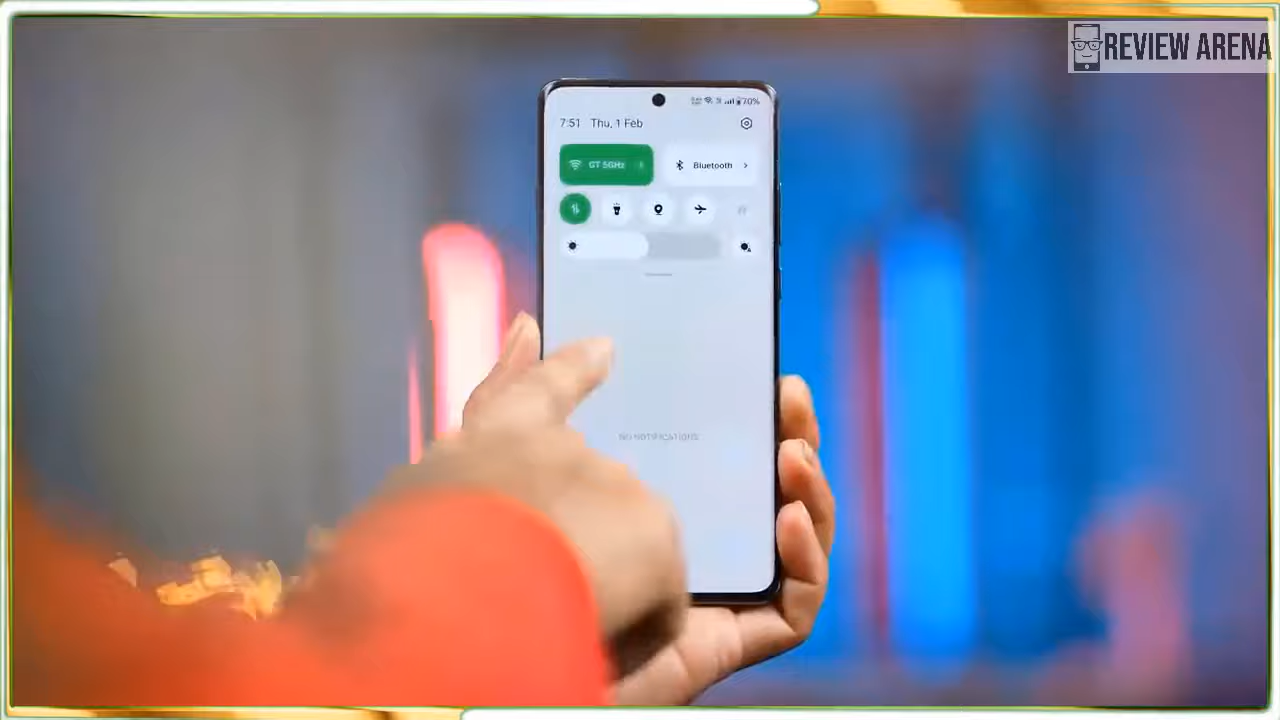 REVIEW ARENA
70%
7:51 Thu, 1 Feb
GT 5GHz
Bluetooth
NO NOTIFICATIONS